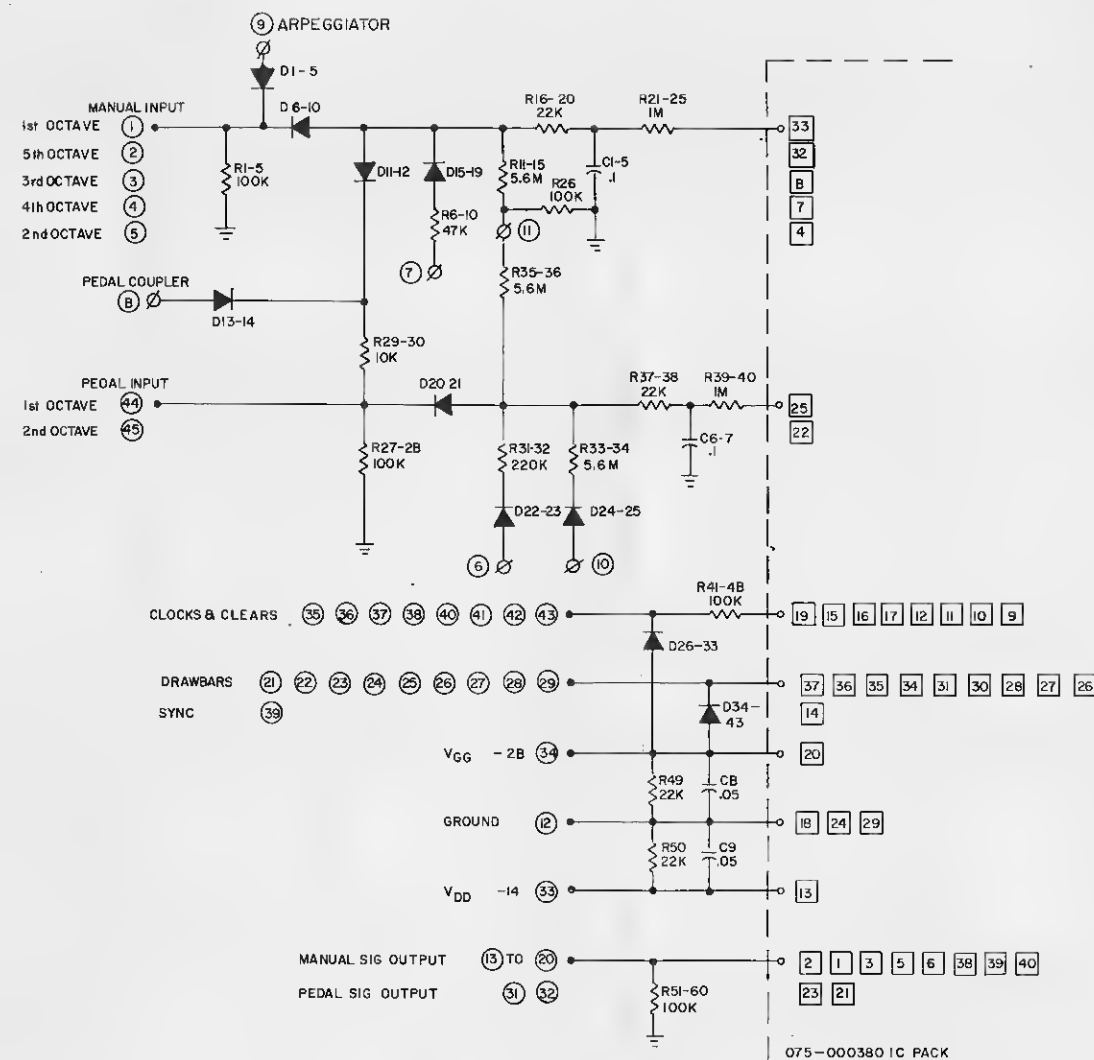 9 ARPEGGIATOR
D1-5
MANUAL INPUT
D6-10
R16-20
22K
R21-25
1M
1st OCTAVE 1
33
5th OCTAVE 2
32
3rd OCTAVE 3
B
4th OCTAVE 4
7
2nd OCTAVE 5
4
R1-5
100K
D11-12
D15-19
R11-15
5.6M
R26
100K
C1-5
.1
R6-10
47K
11
7
R35-36
5.6M
PEDAL COUPLER
B
D13-14
R29-30
10K
PEDAL INPUT
D20 21
R37-38
22K
R39-40
1M
1st OCTAVE 44
25
2nd OCTAVE 45
22
R27-2B
100K
R31-32
220K
R33-34
5.6M
C6-7
.1
D22-23
D24-25
6
10
R41-4B
100K
CLOCKS & CLEARS 35 36 37 38 40 41 42 43
19 15 16 17 12 11 10 9
D26-33
DRAWBARS 21 22 23 24 25 26 27 28 29
37 36 35 34 31 30 28 27 26
SYNC 39
D34-
43
14
VGG -2B 34
20
R49
22K
CB
.05
GROUND 12
18 24 29
R50
22K
C9
.05
VDD -14 33
13
MANUAL SIG OUTPUT 13 TO 20
2 1 3 5 6 38 39 40
PEDAL SIG OUTPUT 31 32
23 21
R51-60
100K
075-000380 IC PACK